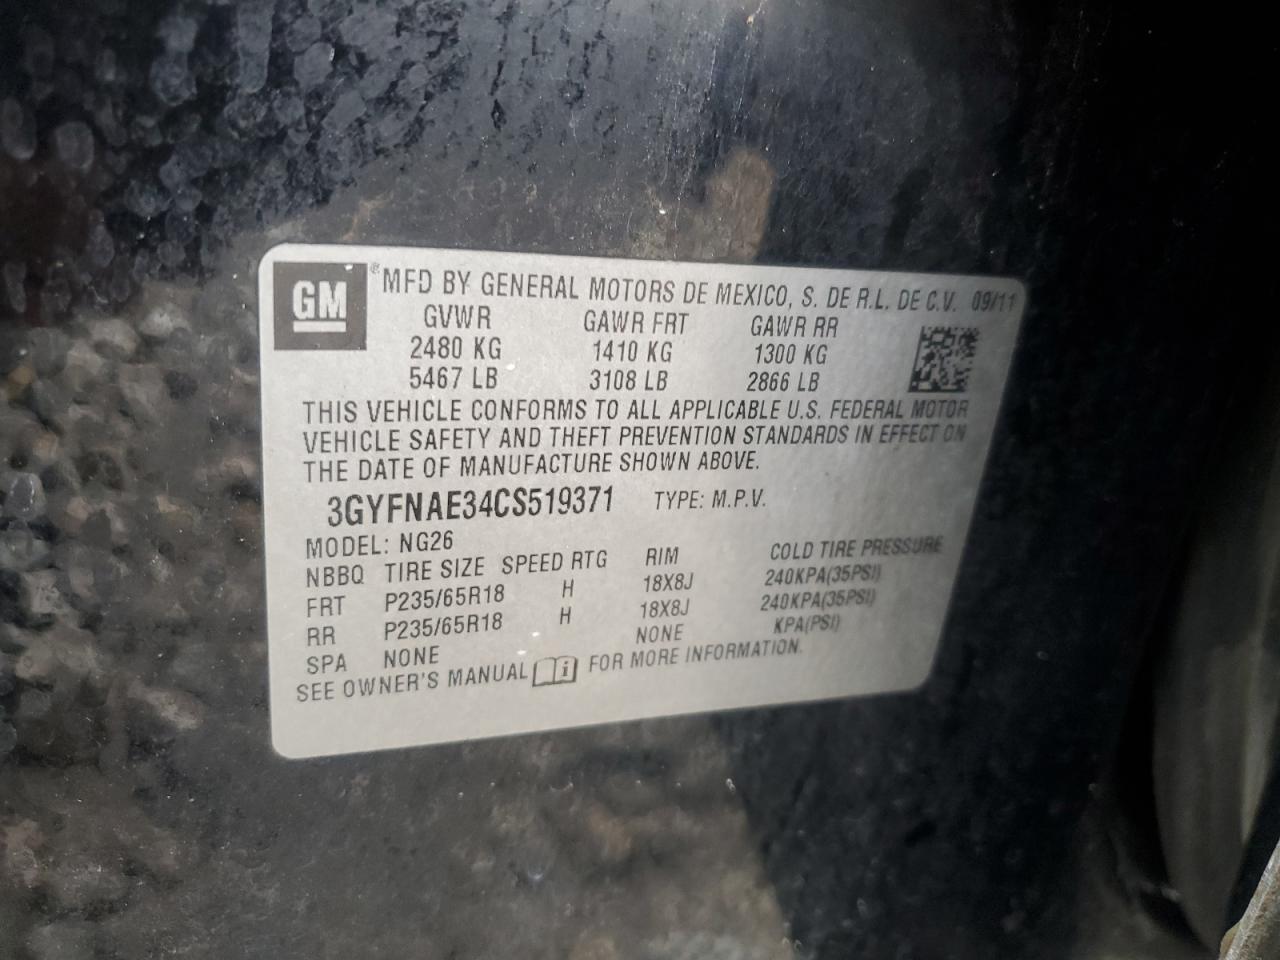 GM ® MFD BY GENERAL MOTORS DE MEXICO, S. DE R.L. DE C.V. 09/11
GVWR GAWR FRT GAWR RR
2480 KG 1410 KG 1300 KG
5467 LB 3108 LB 2866 LB
THIS VEHICLE CONFORMS TO ALL APPLICABLE U.S. FEDERAL MOTOR
VEHICLE SAFETY AND THEFT PREVENTION STANDARDS IN EFFECT ON
THE DATE OF MANUFACTURE SHOWN ABOVE.
3GYFNAE34CS519371 TYPE: M.P.V.
MODEL: NG26
NBBQ TIRE SIZE SPEED RTG RIM COLD TIRE PRESSURE
FRT P235/65R18 H 18X8J 240KPA(35PSI)
RR P235/65R18 H 18X8J 240KPA(35PSI)
SPA NONE NONE KPA(PSI)
SEE OWNER'S MANUAL i FOR MORE INFORMATION.